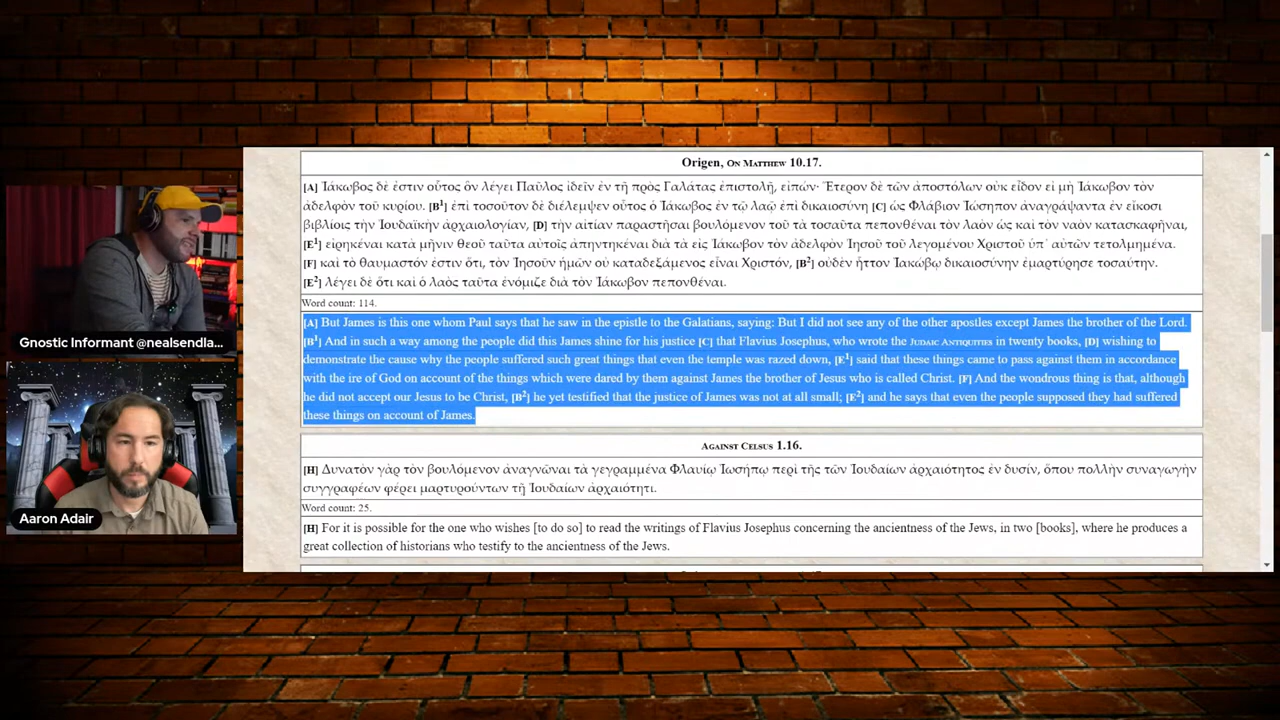 Origen, On Matthew 10.17.
[A] Ἰάκωβος δέ ἐστιν οὗτος ὃν λέγει Παῦλος ἰδεῖν ἐν τῇ πρὸς Γαλάτας ἐπιστολῇ, εἰπών· Ἕτερον δὲ τῶν ἀποστόλων οὐκ εἶδον εἰ μὴ Ἰάκωβον τὸν
ἀδελφὸν τοῦ κυρίου. [B¹] ἐπὶ τοσοῦτον δὲ διέλεμψεν οὗτος ὁ Ἰάκωβος ἐν τῷ λαῷ ἐπὶ δικαιοσύνῃ [C] ὡς Φλάβιον Ἰώσηπον ἀναγράψαντα ἐν εἴκοσι
βιβλίοις τὴν Ἰουδαϊκὴν ἀρχαιολογίαν, [D] τὴν αἰτίαν παραστῆσαι βουλόμενον τοῦ τὰ τοσαῦτα πεπονθέναι τὸν λαὸν ὡς καὶ τὸν ναὸν κατασκαφῆναι,
[E¹] εἰρηκέναι κατὰ μῆνιν θεοῦ ταῦτα αὐτοῖς ἀπηντηκέναι διὰ τὰ εἰς Ἰάκωβον τὸν ἀδελφὸν Ἰησοῦ τοῦ λεγομένου Χριστοῦ ὑπ᾿ αὐτῶν τετολμημένα.
[F] καὶ τὸ θαυμαστόν ἐστιν ὅτι, τὸν Ἰησοῦν ἡμῶν οὐ καταδεξάμενος εἶναι Χριστὸν, [B²] οὐδὲν ἧττον Ἰακώβῳ δικαιοσύνην ἐμαρτύρησε τοσαύτην.
[E²] λέγει δὲ ὅτι καὶ ὁ λαὸς ταῦτα ἐνόμιζε διὰ τὸν Ἰάκωβον πεπονθέναι.
Word count: 114.
[A] But James is this one whom Paul says that he saw in the epistle to the Galatians, saying: But I did not see any of the other apostles except James the brother of the Lord.
[B¹] And in such a way among the people did this James shine for his justice [C] that Flavius Josephus, who wrote the Judaic Antiquities in twenty books, [D] wishing to
demonstrate the cause why the people suffered such great things that even the temple was razed down, [E¹] said that these things came to pass against them in accordance
with the ire of God on account of the things which were dared by them against James the brother of Jesus who is called Christ. [F] And the wondrous thing is that, although
he did not accept our Jesus to be Christ, [B²] he yet testified that the justice of James was not at all small; [E²] and he says that even the people supposed they had suffered
these things on account of James.
Against Celsus 1.16.
[H] Δυνατὸν γὰρ τὸν βουλόμενον ἀναγνῶναι τὰ γεγραμμένα Φλαυίῳ Ἰωσήπῳ περὶ τῆς τῶν Ἰουδαίων ἀρχαιότητος ἐν δυσίν, ὅπου πολλὴν συναγωγὴν
συγγραφέων φέρει μαρτυρούντων τῇ Ἰουδαίων ἀρχαιότητι.
Word count: 25.
[H] For it is possible for the one who wishes [to do so] to read the writings of Flavius Josephus concerning the ancientness of the Jews, in two [books], where he produces a
great collection of historians who testify to the ancientness of the Jews.
Gnostic Informant @nealsendla...
Aaron Adair